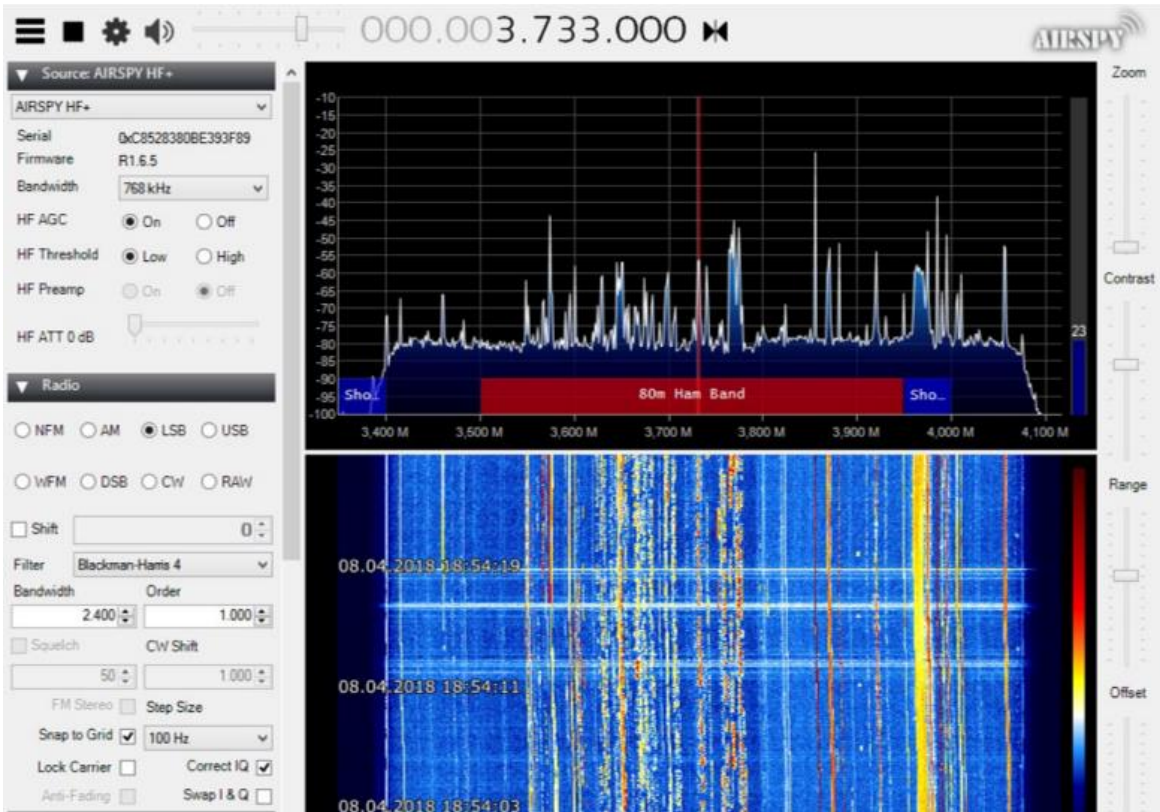 000.003.733.000
AIRSPY
Source: AIRSPY HF+
AIRSPY HF+
Serial 0xC8528380BE393F89
Firmware R1.6.5
Bandwidth 768 kHz
HF AGC On Off
HF Threshold Low High
HF Preamp On Off
HF ATT 0 dB
Radio
NFM AM LSB USB
WFM DSB CW RAW
Shift 0
Filter Blackman-Harris 4
Bandwidth Order
2.400 1.000
Squelch CW Shift
50 1.000
FM Stereo Step Size
Snap to Grid 100 Hz
Lock Carrier Correct IQ
Anti-Fading Swap I & Q
-10
-15
-20
-25
-30
-35
-40
-45
-50
-55
-60
-65
-70
-75
-80
-85
-90
-95
-100
Sho… 80m Ham Band Sho…
3,400 M 3,500 M 3,600 M 3,700 M 3,800 M 3,900 M 4,000 M 4,100 M
23
08.04.2018 18:54:19
08.04.2018 18:54:11
08.04.2018 18:54:03
Zoom
Contrast
Range
Offset